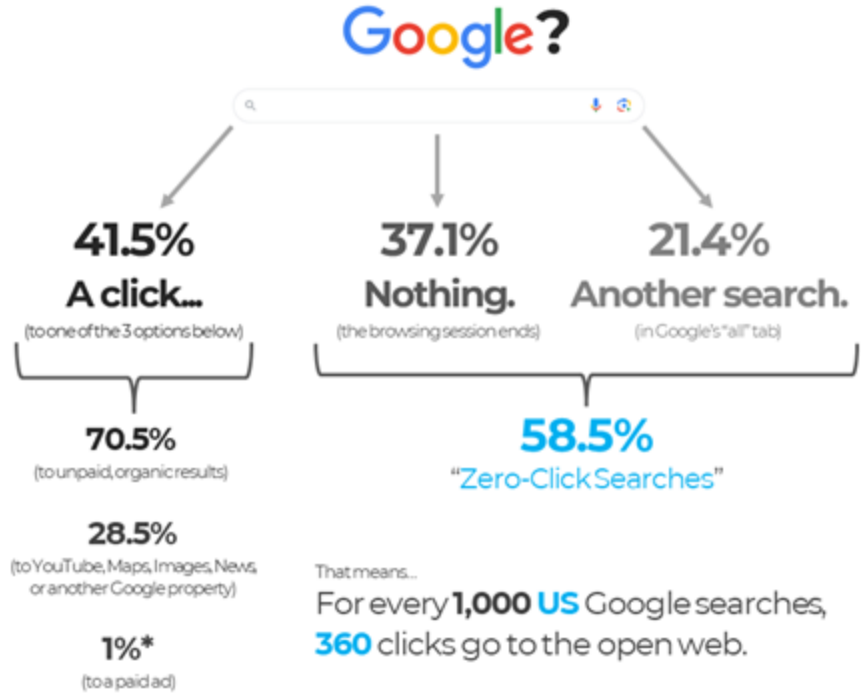 Google?
41.5%
A click...
(to one of the 3 options below)
70.5%
(to unpaid, organic results)
28.5%
(to YouTube, Maps, Images, News,
or another Google property)
1%*
(to a paid ad)
37.1%
Nothing.
(the browsing session ends)
21.4%
Another search.
(in Google's "all" tab)
58.5%
“Zero-Click Searches”
That means...
For every 1,000 US Google searches,
360 clicks go to the open web.